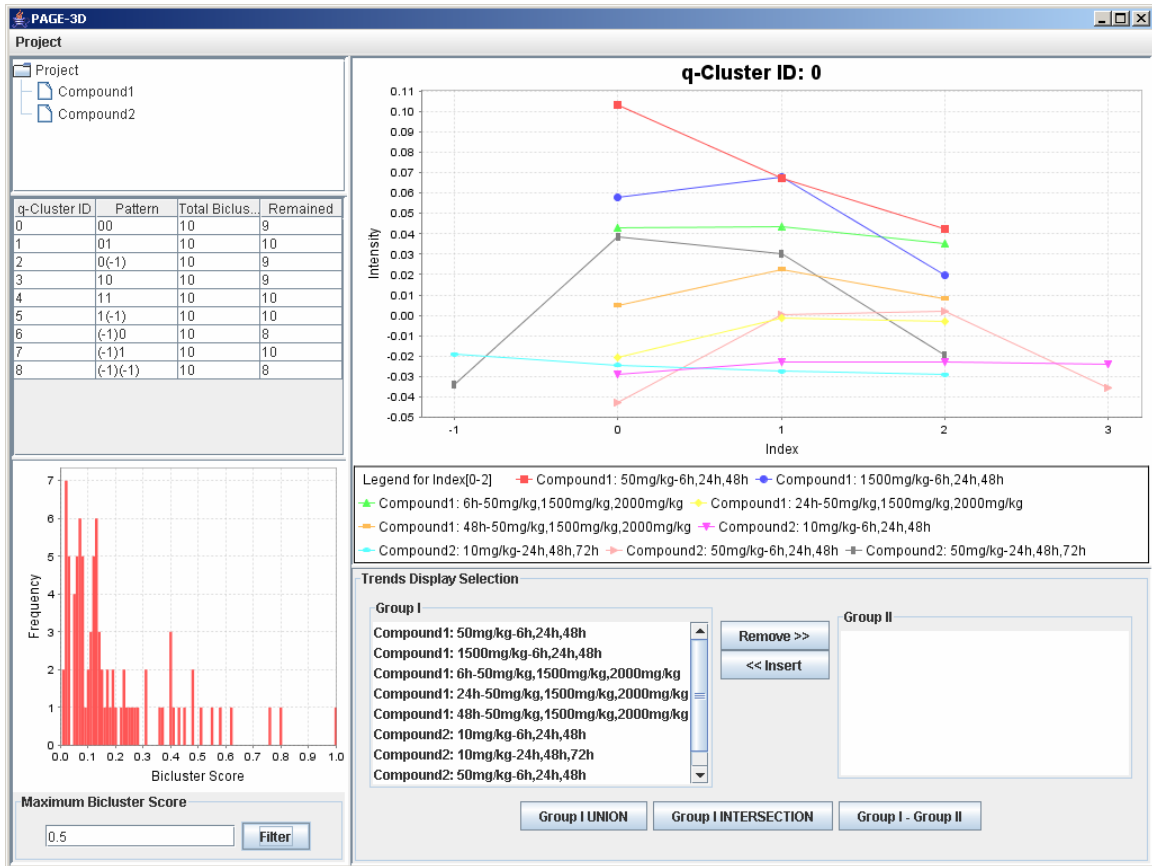 PAGE-3D
Project
Project
Compound1
Compound2
q-Cluster ID Pattern Total Biclus... Remained
0 00 10 9
1 01 10 10
2 0(-1) 10 9
3 10 10 9
4 11 10 10
5 1(-1) 10 10
6 (-1)0 10 8
7 (-1)1 10 10
8 (-1)(-1) 10 8
7
6
5
4
3
2
1
0
Frequency
0.0 0.1 0.2 0.3 0.4 0.5 0.6 0.7 0.8 0.9 1.0
Bicluster Score
Maximum Bicluster Score
0.5 Filter
q-Cluster ID: 0
0.11
0.10
0.09
0.08
0.07
0.06
0.05
0.04
0.03
0.02
0.01
0.00
-0.01
-0.02
-0.03
-0.04
-0.05
Intensity
-1 0 1 2 3
Index
Legend for Index[0-2] Compound1: 50mg/kg-6h,24h,48h Compound1: 1500mg/kg-6h,24h,48h
Compound1: 6h-50mg/kg,1500mg/kg,2000mg/kg Compound1: 24h-50mg/kg,1500mg/kg,2000mg/kg
Compound1: 48h-50mg/kg,1500mg/kg,2000mg/kg Compound2: 10mg/kg-6h,24h,48h
Compound2: 10mg/kg-24h,48h,72h Compound2: 50mg/kg-6h,24h,48h Compound2: 50mg/kg-24h,48h,72h
Trends Display Selection
Group I
Compound1: 50mg/kg-6h,24h,48h
Compound1: 1500mg/kg-6h,24h,48h
Compound1: 6h-50mg/kg,1500mg/kg,2000mg/kg
Compound1: 24h-50mg/kg,1500mg/kg,2000mg/kg
Compound1: 48h-50mg/kg,1500mg/kg,2000mg/kg
Compound2: 10mg/kg-6h,24h,48h
Compound2: 10mg/kg-24h,48h,72h
Compound2: 50mg/kg-6h,24h,48h
Remove >>
<< Insert
Group II
Group I UNION Group I INTERSECTION Group I - Group II